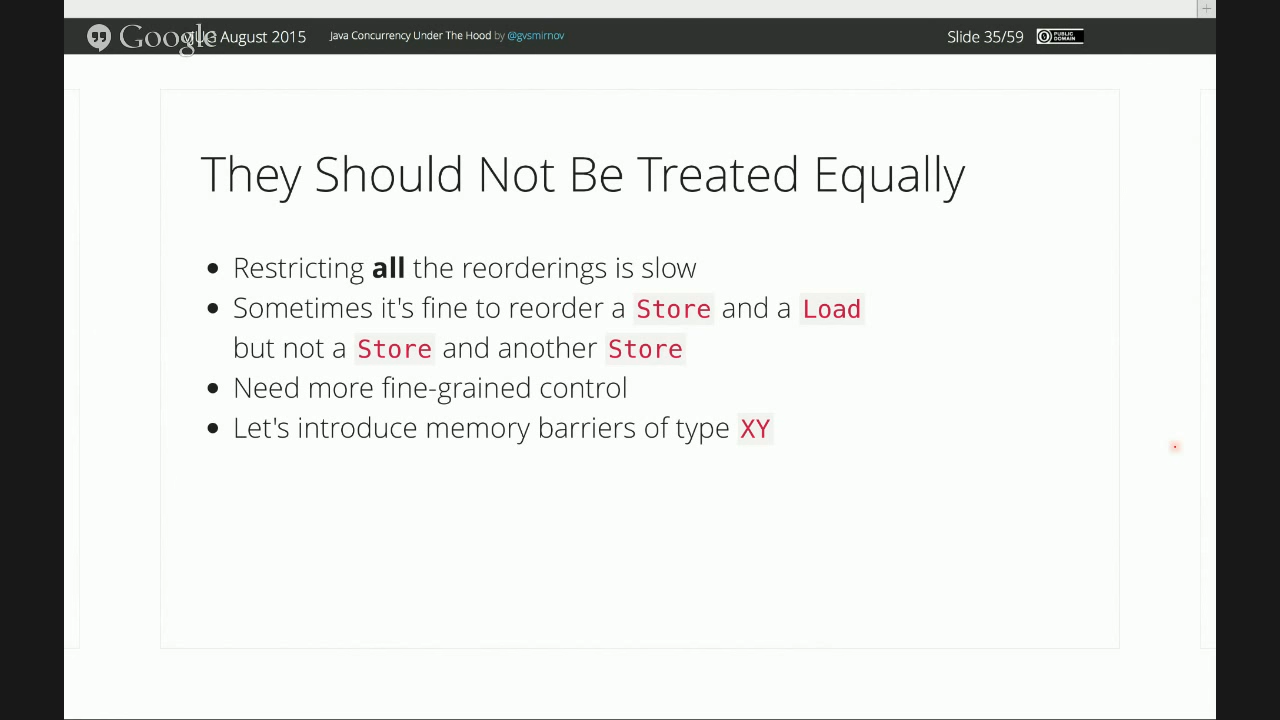 Google
August 2015
Java Concurrency Under The Hood by @gvsmirnov
Slide 35/59
PUBLIC DOMAIN
They Should Not Be Treated Equally
Restricting all the reorderings is slow
Sometimes it's fine to reorder a Store and a Load
but not a Store and another Store
Need more fine-grained control
Let's introduce memory barriers of type XY